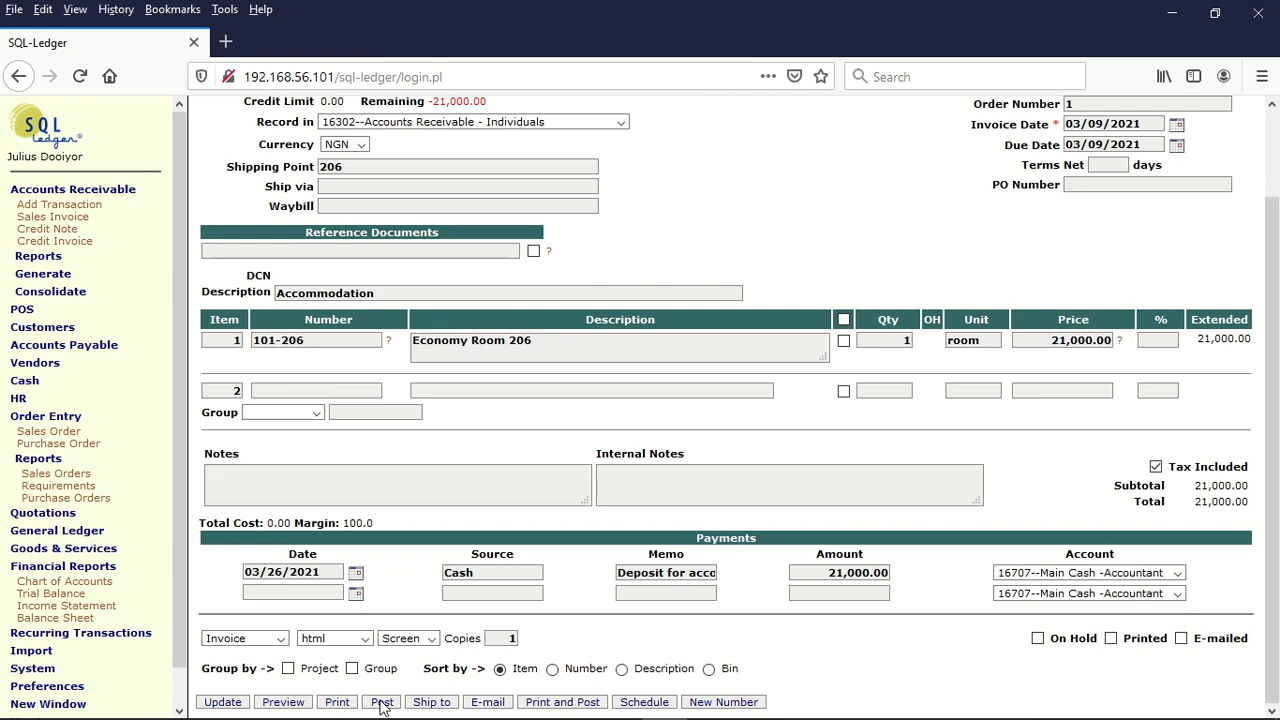 File Edit View History Bookmarks Tools Help
SQL-Ledger
192.168.56.101/sql-ledger/login.pl
Search
SQL
Ledger
Julius Dooiyor
Accounts Receivable
Add Transaction
Sales Invoice
Credit Note
Credit Invoice
Reports
Generate
Consolidate
POS
Customers
Accounts Payable
Vendors
Cash
HR
Order Entry
Sales Order
Purchase Order
Reports
Sales Orders
Requirements
Purchase Orders
Quotations
General Ledger
Goods & Services
Financial Reports
Chart of Accounts
Trial Balance
Income Statement
Balance Sheet
Recurring Transactions
Import
System
Preferences
New Window
Credit Limit 0.00 Remaining -21,000.00
Record in 16302--Accounts Receivable - Individuals
Currency NGN
Shipping Point 206
Ship via
Waybill
Order Number 1
Invoice Date * 03/09/2021
Due Date 03/09/2021
Terms Net days
PO Number
Reference Documents
?
DCN
Description Accommodation
Item Number Description Qty OH Unit Price % Extended
1 101-206 ? Economy Room 206 1 room 21,000.00 ? 21,000.00
2
Group
Notes Internal Notes
Tax Included
Subtotal 21,000.00
Total 21,000.00
Total Cost: 0.00 Margin: 100.0
Payments
Date Source Memo Amount Account
03/26/2021 Cash Deposit for acco 21,000.00 16707--Main Cash -Accountant
16707--Main Cash -Accountant
Invoice html Screen Copies 1 On Hold Printed E-mailed
Group by -> Project Group Sort by -> Item Number Description Bin
Update Preview Print Post Ship to E-mail Print and Post Schedule New Number